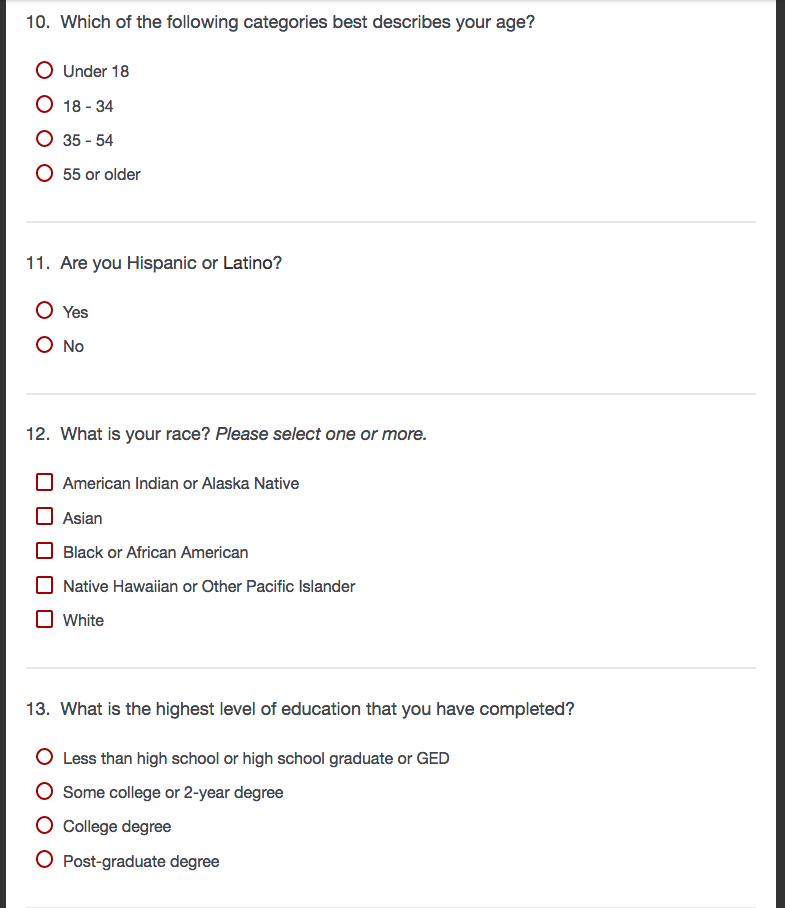 10. Which of the following categories best describes your age?
Under 18
18 - 34
35 - 54
55 or older
11. Are you Hispanic or Latino?
Yes
No
12. What is your race? Please select one or more.
American Indian or Alaska Native
Asian
Black or African American
Native Hawaiian or Other Pacific Islander
White
13. What is the highest level of education that you have completed?
Less than high school or high school graduate or GED
Some college or 2-year degree
College degree
Post-graduate degree